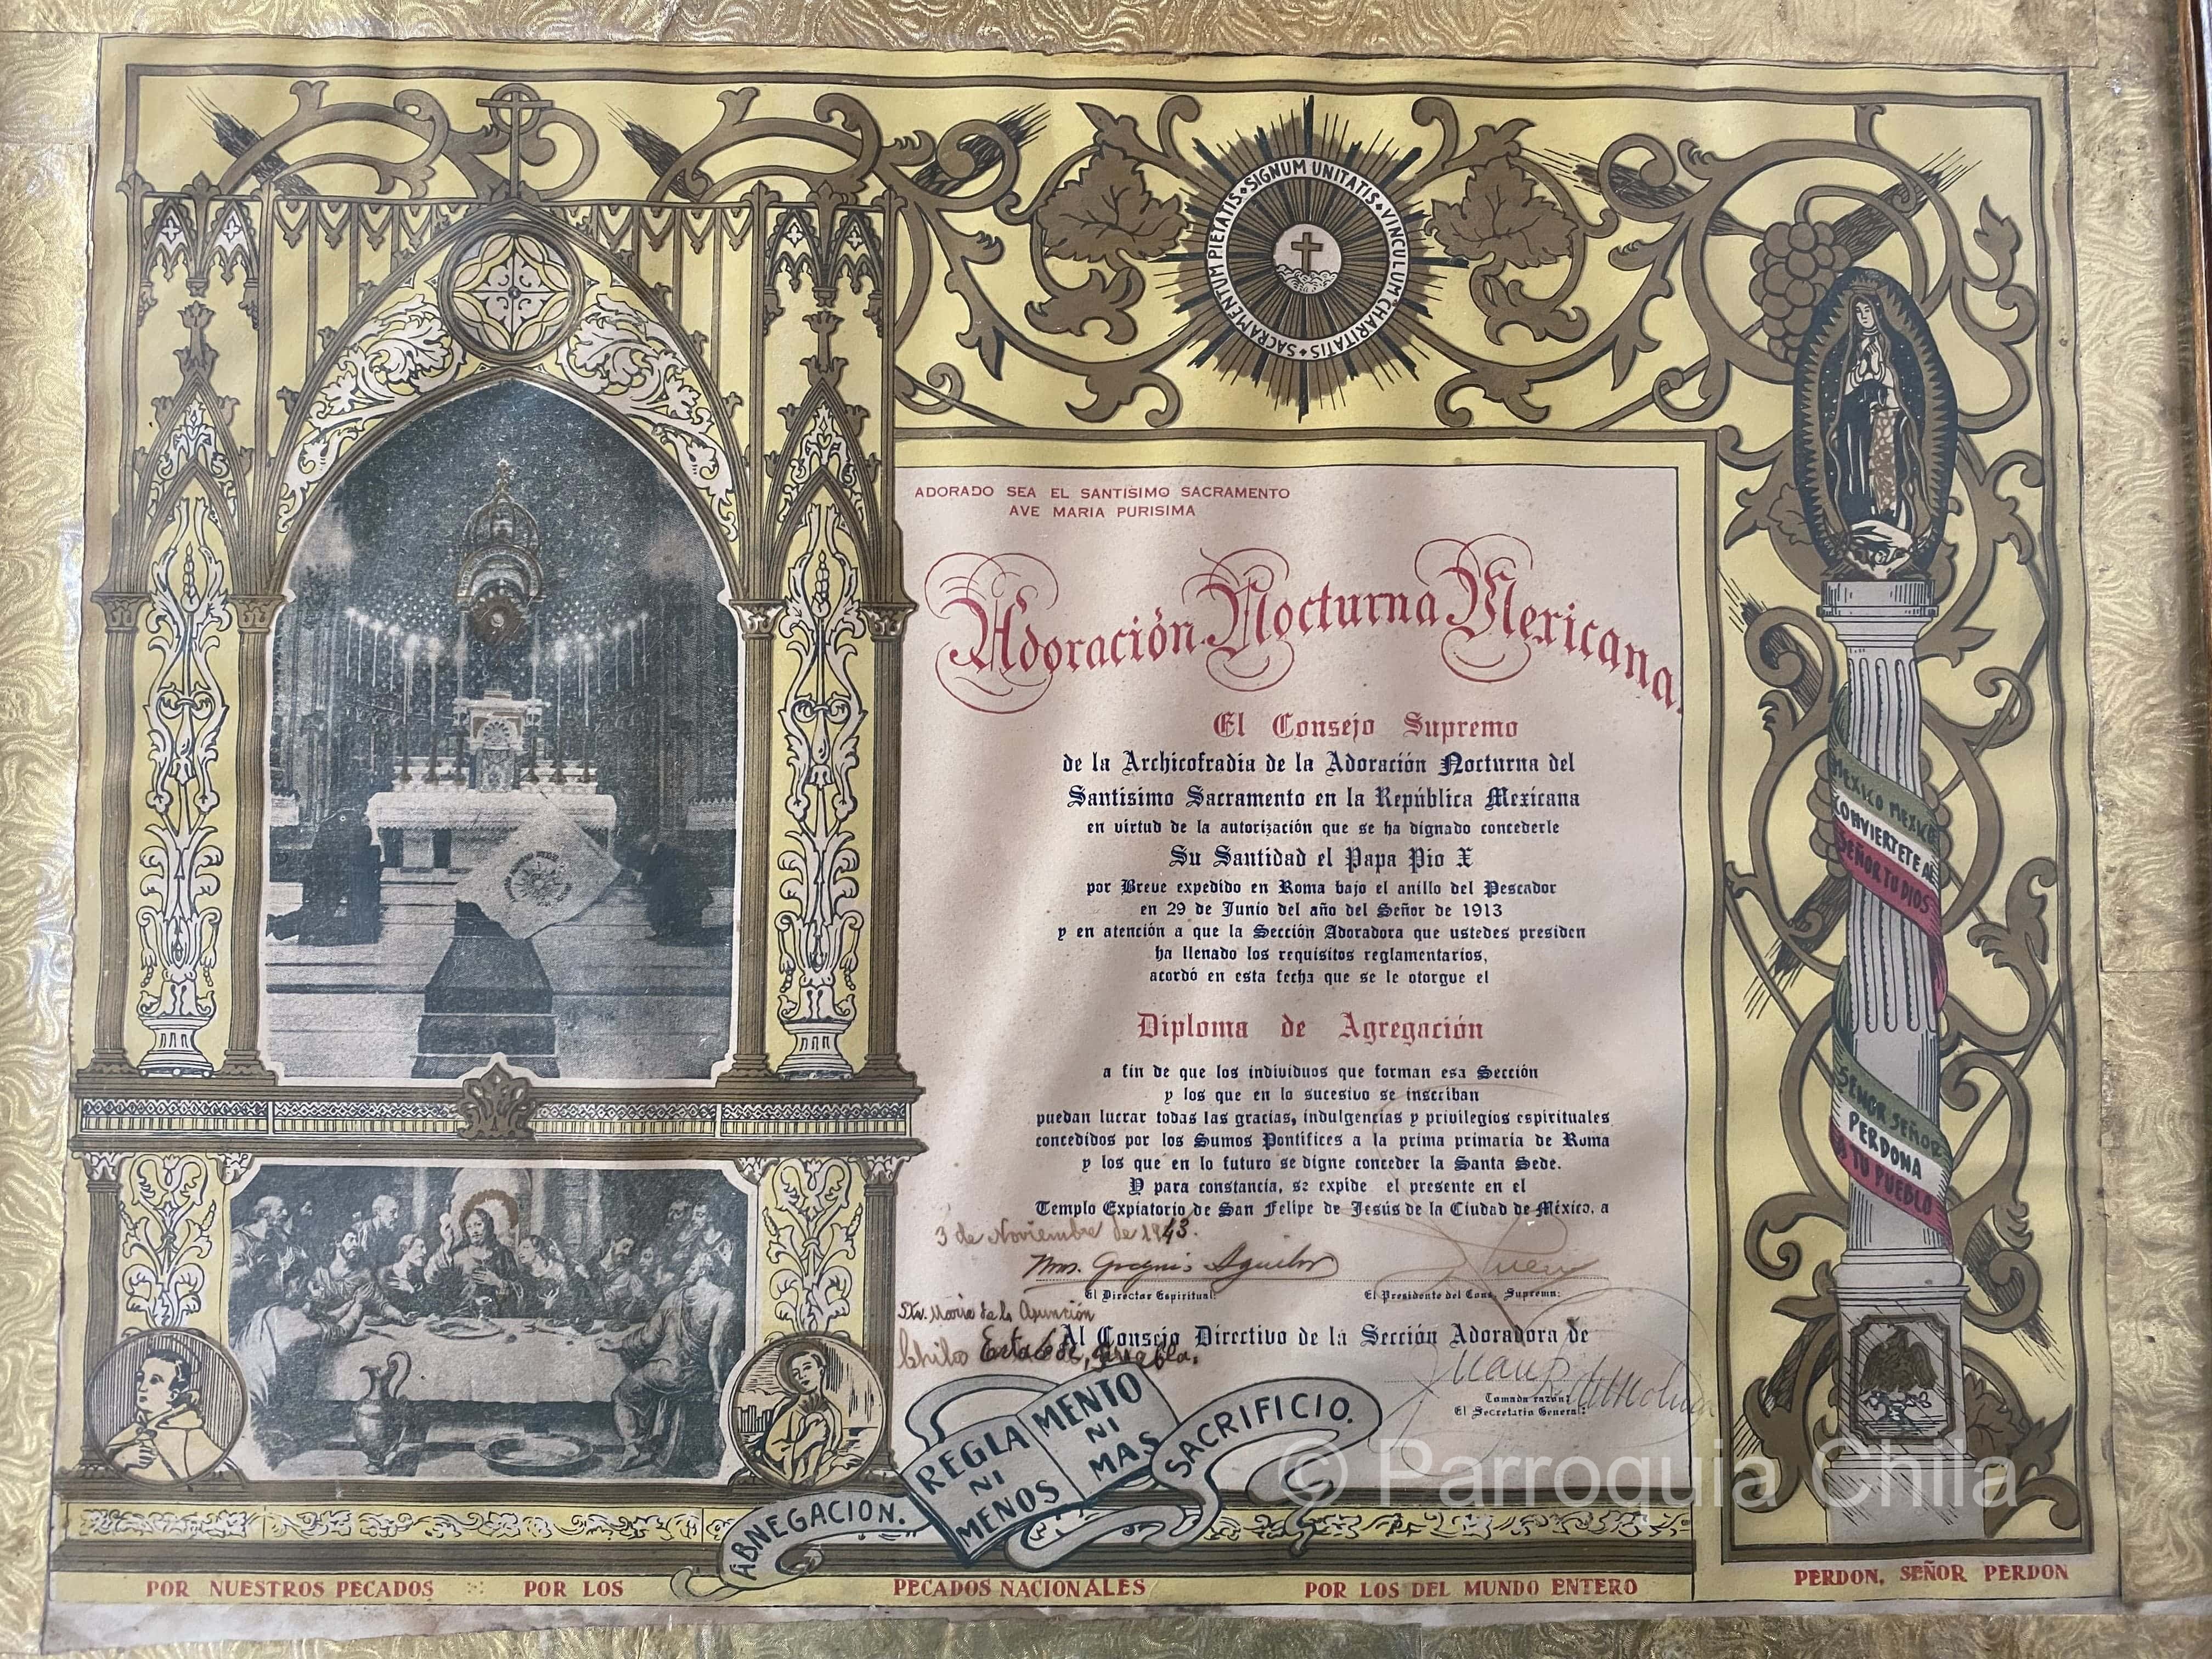 SIGNUM UNITATIS • VINCULUM CHARITATIS • SACRAMENTUM PIETATIS •
ADORADO SEA EL SANTISIMO SACRAMENTO
AVE MARIA PURISIMA
Adoración Nocturna Mexicana.
El Consejo Supremo
de la Archicofradia de la Adoración Nocturna del
Santisimo Sacramento en la República Mexicana
en virtud de la autorización que se ha dignado concederle
Su Santidad el Papa Pio X
por Breve expedido en Roma bajo el anillo del Pescador
en 29 de Junio del año del Señor de 1913
y en atención a que la Sección Adoradora que ustedes presiden
ha llenado los requisitos reglamentarios,
acordó en esta fecha que se le otorgue el
Diploma de Agregación
a fin de que los individuos que forman esa Sección
y los que en lo sucesivo se inscriban
puedan lucrar todas las gracias, indulgencias y privilegios espirituales
concedidos por los Sumos Pontífices a la prima primaria de Roma
y los que en lo futuro se digne conceder la Santa Sede.
Y para constancia, se expide el presente en el
Templo Expiatorio de San Felipe de Jesús de la Ciudad de México, a
3 de Noviembre de 1943.
Aguilar
El Director Espiritual:
El Presidente del Cons. Supremo:
Sta. Maria de la Asunción
Al Consejo Directivo de la Sección Adoradora de
Chila Estado de, Puebla.
Juan
Tomada razón:
El Secretario General:
MEXICO MEXICO
CONVIERTETE AL
SEÑOR TU DIOS
SEÑOR SEÑOR
PERDONA
A TU PUEBLO
ABNEGACION.
REGLAMENTO
NI MENOS
NI MAS
SACRIFICIO.
© Parroquia Chila
POR NUESTROS PECADOS POR LOS PECADOS NACIONALES POR LOS DEL MUNDO ENTERO PERDON, SEÑOR PERDON